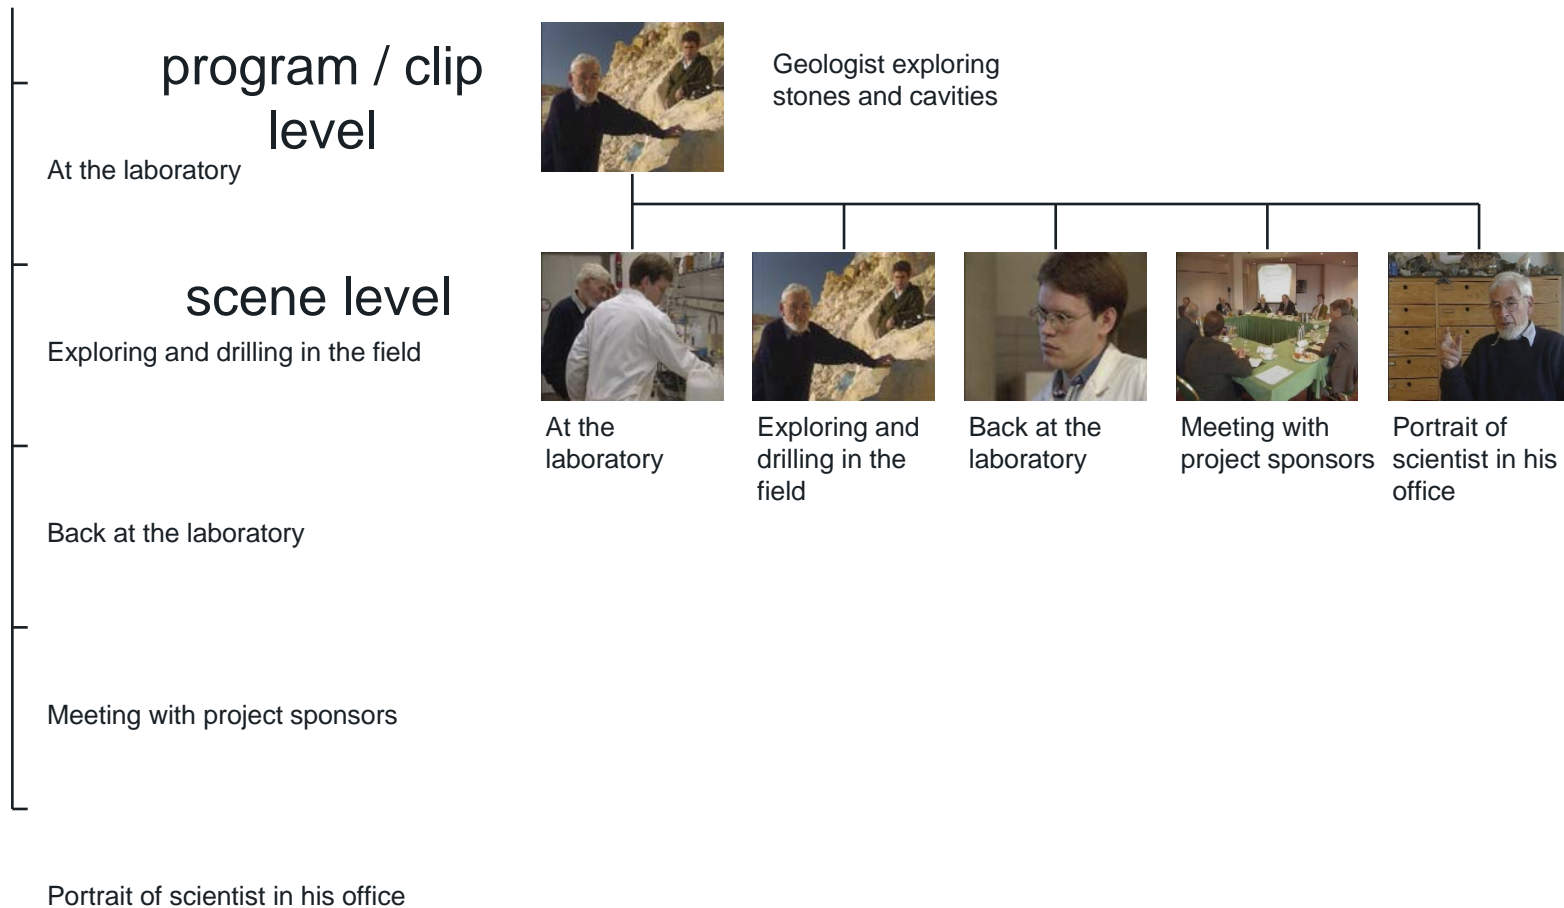 program / clip
level
Geologist exploring
stones and cavities
At the laboratory
scene level
Exploring and drilling in the field
At the
laboratory
Exploring and
drilling in the
field
Back at the
laboratory
Meeting with
project sponsors
Portrait of
scientist in his
office
Back at the laboratory
Meeting with project sponsors
Portrait of scientist in his office